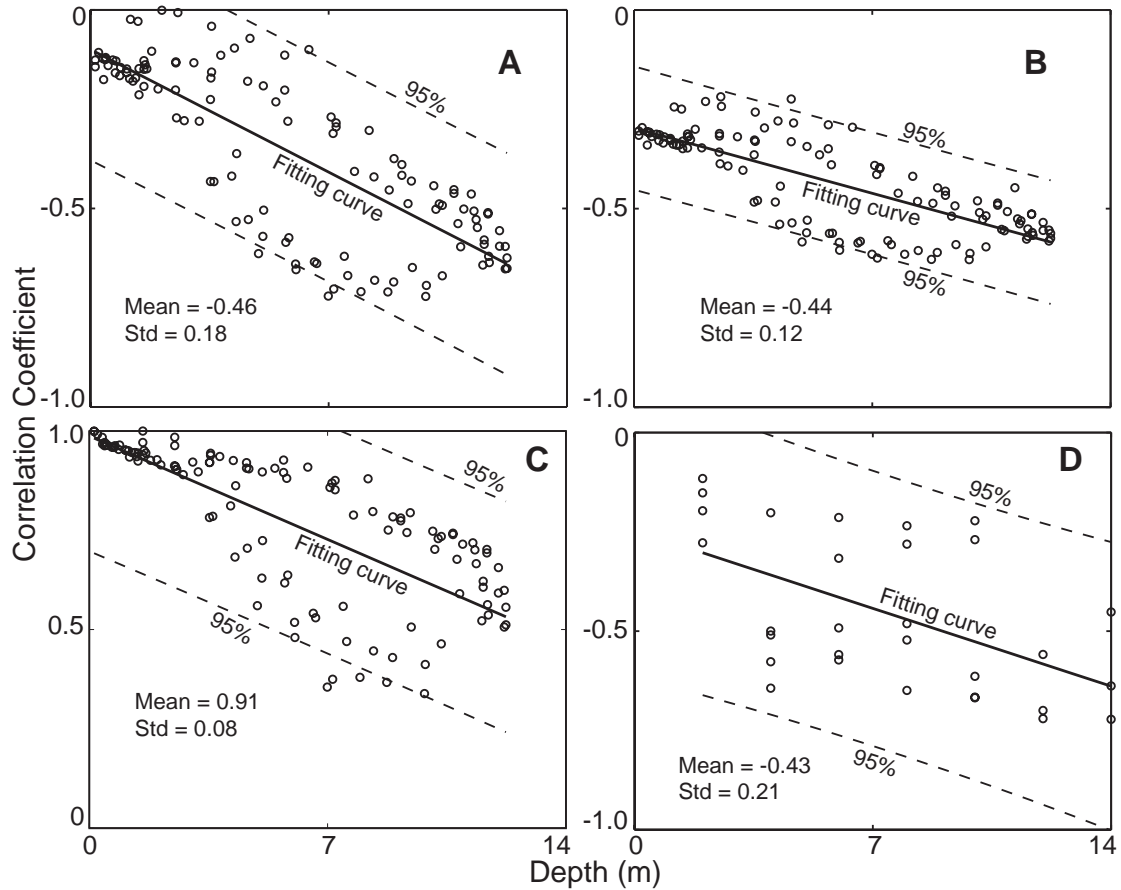 0
A
95%
Fitting curve
-0.5
Mean = -0.46
Std = 0.18
-1.0
0
B
95%
Fitting curve
-0.5
95%
Mean = -0.44
Std = 0.12
-1.0
Correlation Coefficient
1.0
C
95%
Fitting curve
0.5
95%
Mean = 0.91
Std = 0.08
0
0
7
14
0
D
95%
Fitting curve
-0.5
95%
Mean = -0.43
Std = 0.21
-1.0
0
7
14
Depth (m)